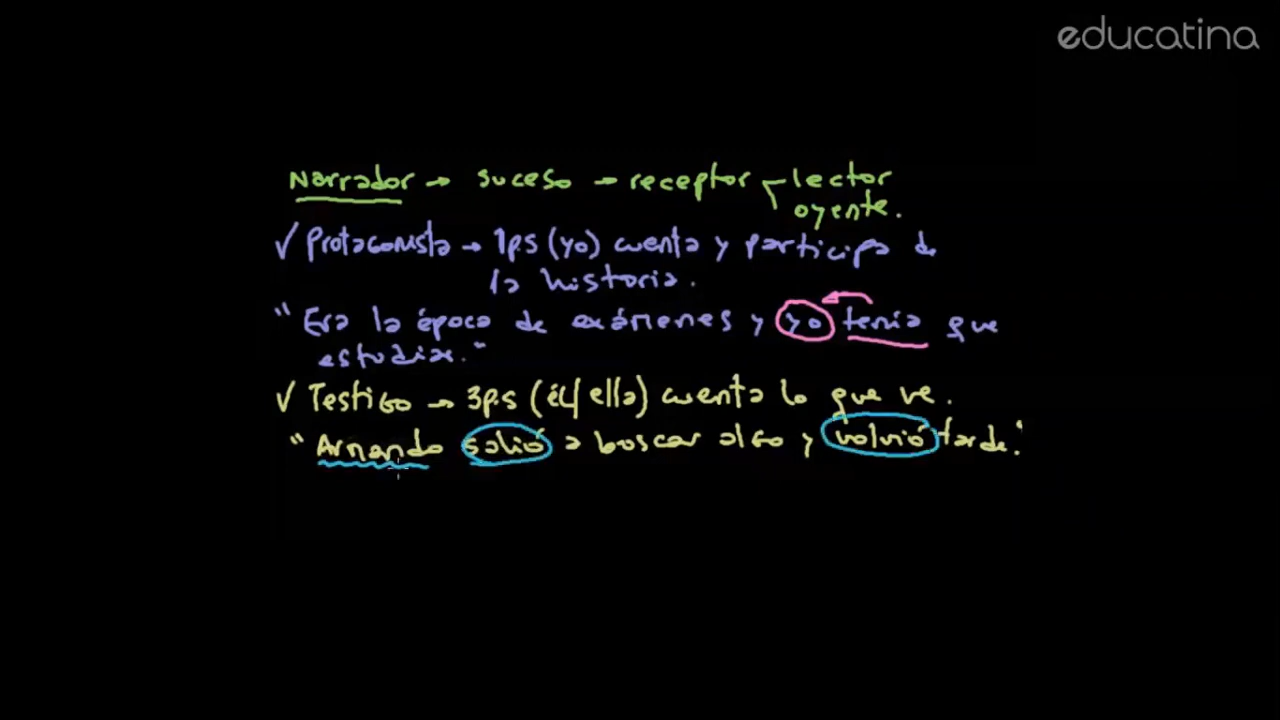 educatina
Narrador → suceso → receptor lector
oyente.
✓ Protagonista → 1ps (yo) cuenta y participa de
la historia.
"Era la época de exámenes y yo tenía que
estudiar."
✓ Testigo → 3p.s (él/ella) cuenta lo que ve.
"Armando salió a buscar algo y volvió tarde."